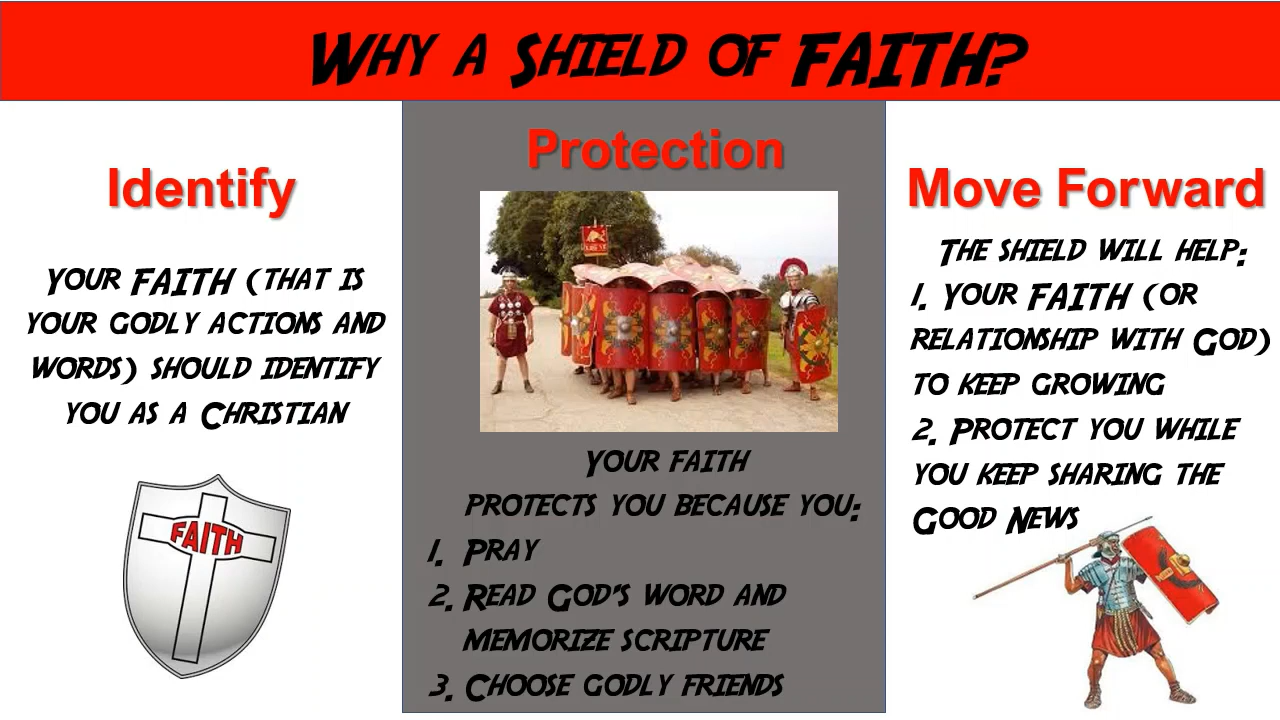 Why a Shield of FAITH?
Identify
Your FAITH (that is
your godly actions and
words) should identify
you as a Christian
FAITH
Protection
Your faith
protects you because you:
1. Pray
2. Read God's word and
memorize scripture
3. Choose godly friends
Move Forward
The shield will help:
1. Your FAITH (or
relationship with God)
to keep growing
2. Protect you while
you keep sharing the
Good News